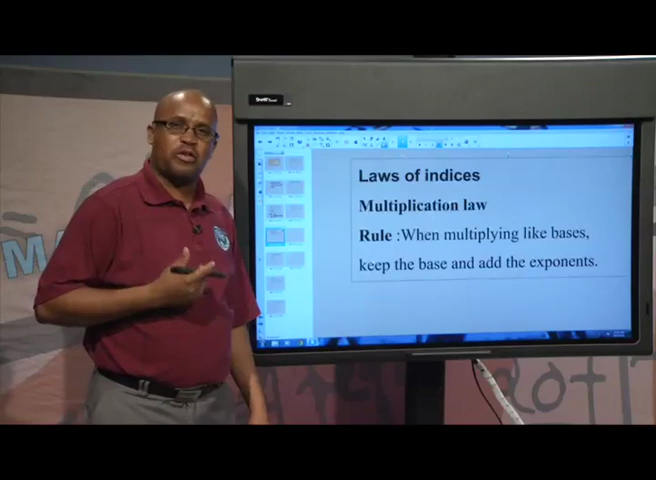 Laws of indices
Multiplication law
Rule :When multiplying like bases,
keep the base and add the exponents.